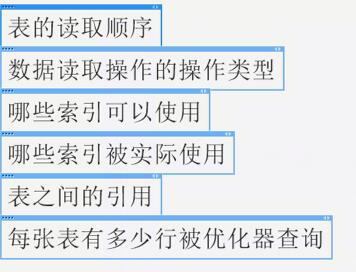 表的读取顺序
数据读取操作的操作类型
哪些索引可以使用
哪些索引被实际使用
表之间的引用
每张表有多少行被优化器查询